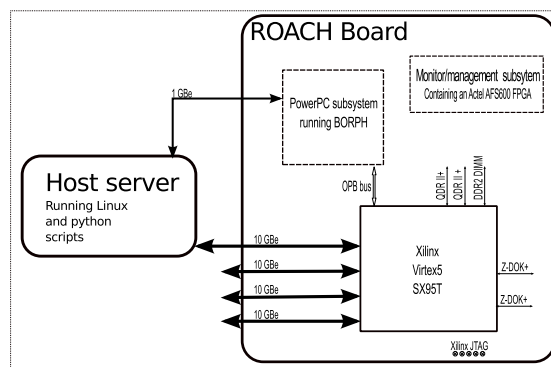 ROACH Board
Monitor/management subsytem
Containing an Actel AFS600 FPGA
1 GBe
PowerPC subsystem
running BORPH
Host server
Running Linux
and python
scripts
OPB bus
QDR II+
QDR II+
DDR2 DIMM
10 GBe
10 GBe
10 GBe
10 GBe
Xilinx
Virtex5
SX95T
Z-DOK+
Z-DOK+
Xilinx JTAG